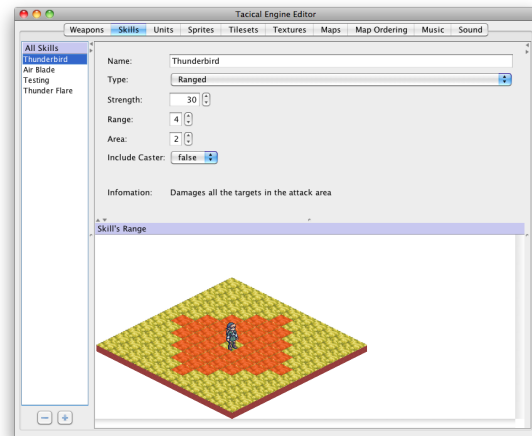 Tacical Engine Editor
Weapons Skills Units Sprites Tilesets Textures Maps Map Ordering Music Sound
All Skills
Thunderbird
Air Blade
Testing
Thunder Flare
Name: Thunderbird
Type: Ranged
Strength: 30
Range: 4
Area: 2
Include Caster: false
Infomation: Damages all the targets in the attack area
Skill's Range